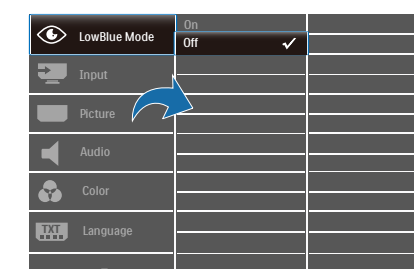 LowBlue Mode
On
Off
Input
Picture
Audio
Color
TXT
Language